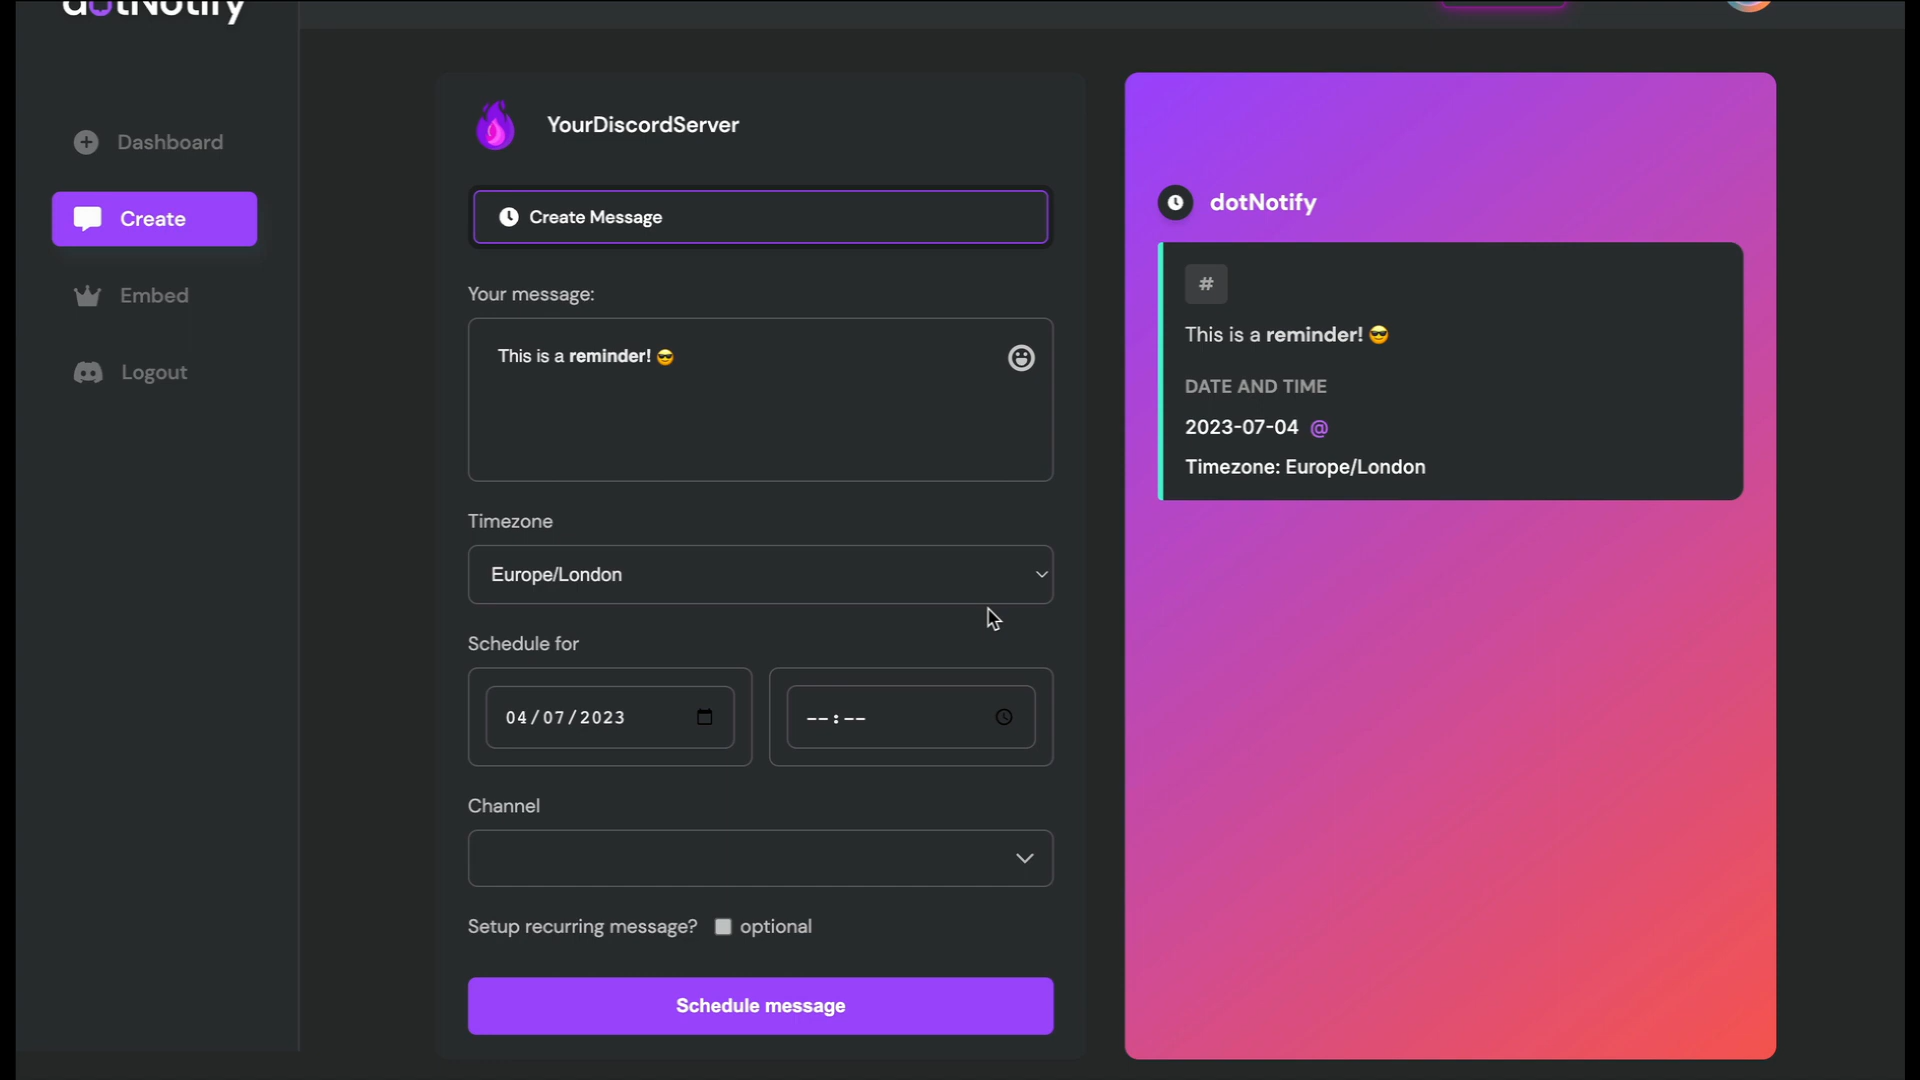 dotNotify
Dashboard
Create
Embed
Logout
YourDiscordServer
Create Message
Your message:
This is a reminder! 😎
Timezone
Europe/London
Schedule for
04/07/2023
--:--
Channel
Setup recurring message? optional
Schedule message
dotNotify
#
This is a reminder! 😎
DATE AND TIME
2023-07-04 @
Timezone: Europe/London